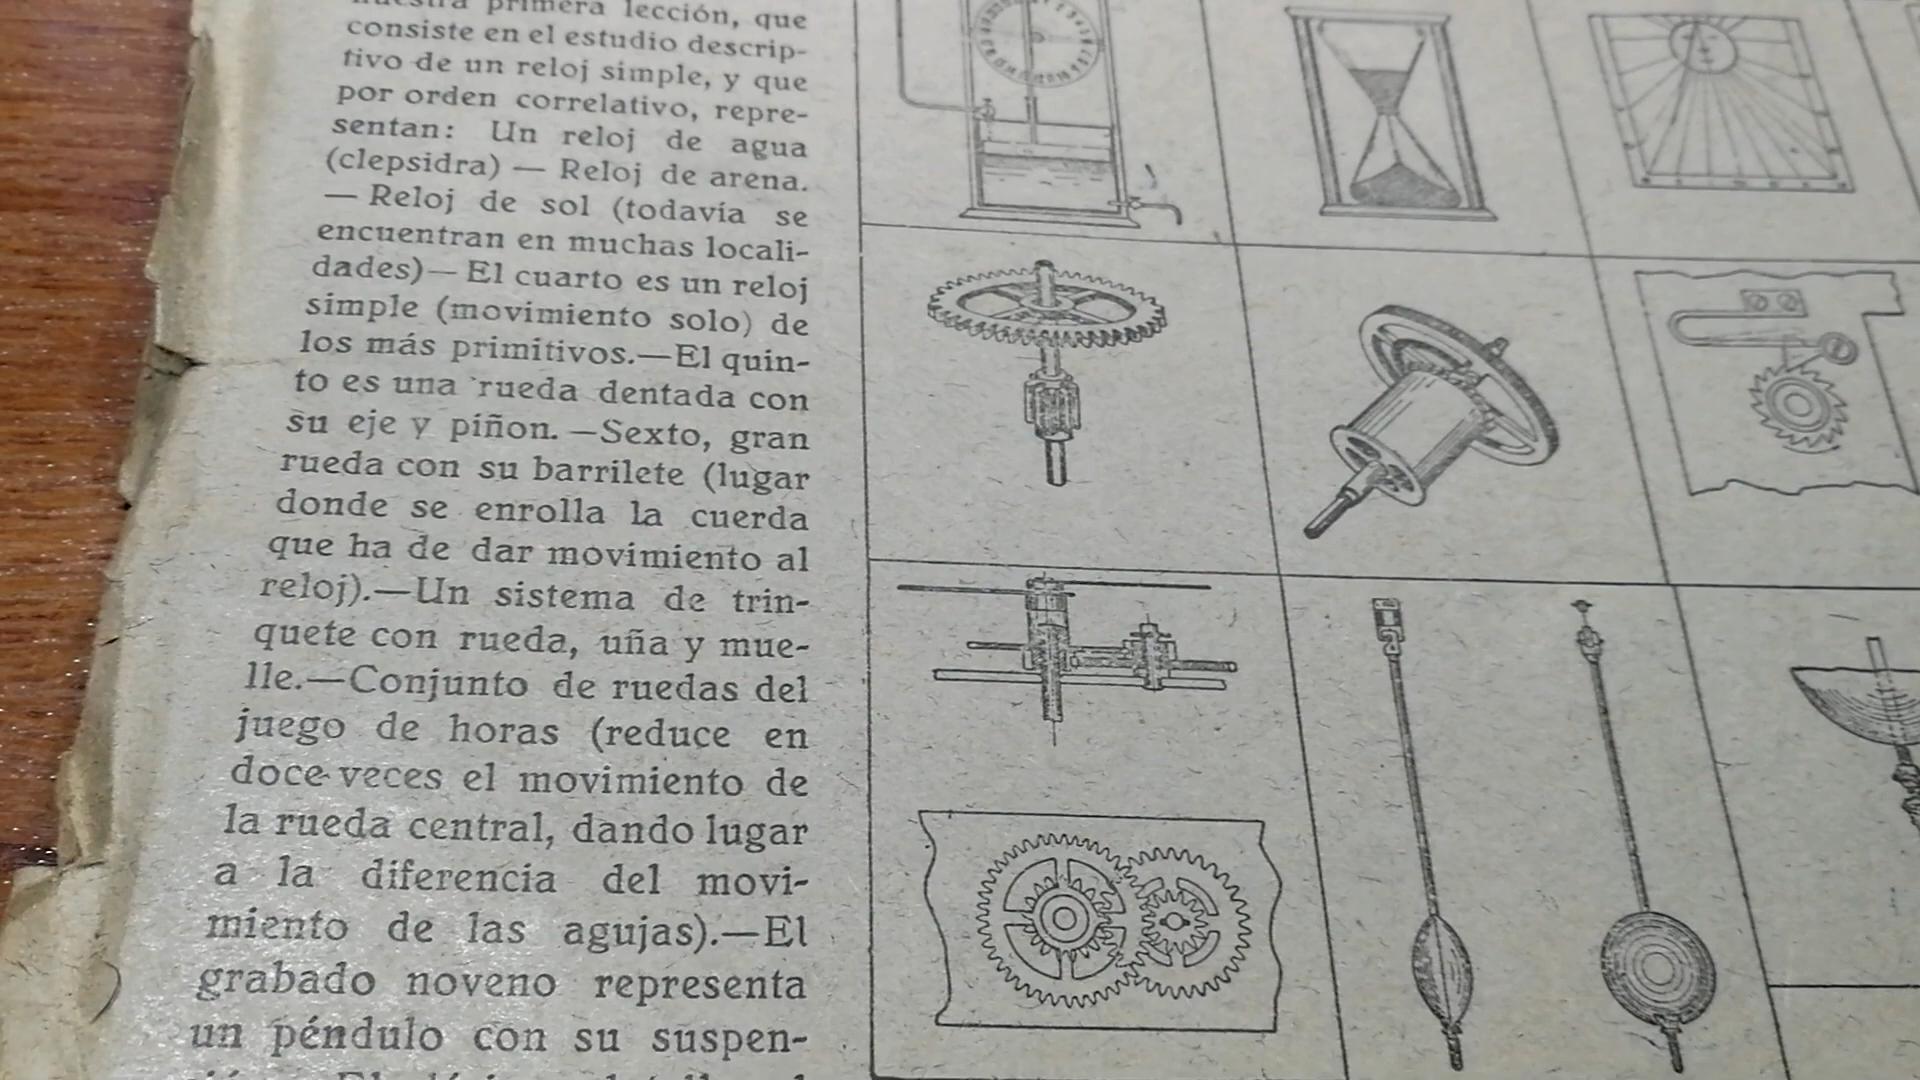 nuestra primera lección, que
consiste en el estudio descrip-
tivo de un reloj simple, y que
por orden correlativo, repre-
sentan: Un reloj de agua
(clepsidra) — Reloj de arena.
— Reloj de sol (todavía se
encuentran en muchas locali-
dades)— El cuarto es un reloj
simple (movimiento solo) de
los más primitivos.—El quin-
to es una rueda dentada con
su eje y piñon. —Sexto, gran
rueda con su barrilete (lugar
donde se enrolla la cuerda
que ha de dar movimiento al
reloj).—Un sistema de trin-
quete con rueda, uña y mue-
lle.—Conjunto de ruedas del
juego de horas (reduce en
doce veces el movimiento de
la rueda central, dando lugar
a la diferencia del movi-
miento de las agujas).—El
grabado noveno representa
un péndulo con su suspen-